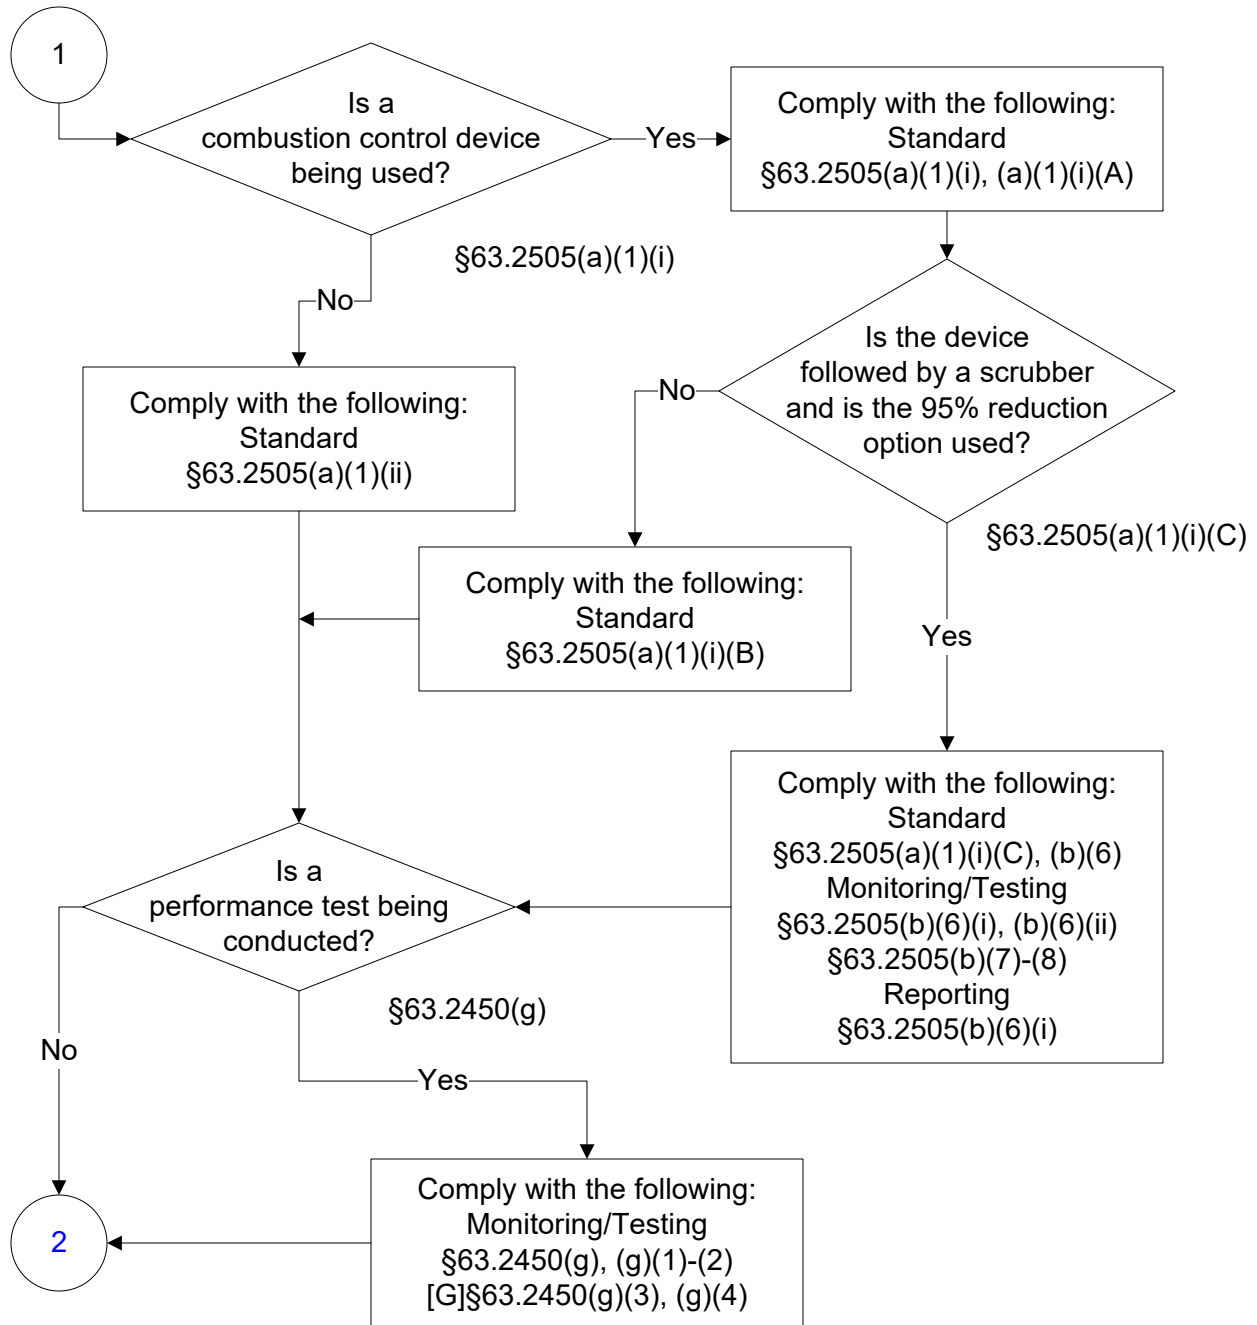 1
Is a
combustion control device
being used?
Yes
Comply with the following:
Standard
§63.2505(a)(1)(i), (a)(1)(i)(A)
§63.2505(a)(1)(i)
No
Is the device
followed by a scrubber
and is the 95% reduction
option used?
No
Comply with the following:
Standard
§63.2505(a)(1)(ii)
§63.2505(a)(1)(i)(C)
Comply with the following:
Standard
§63.2505(a)(1)(i)(B)
Yes
Comply with the following:
Standard
§63.2505(a)(1)(i)(C), (b)(6)
Monitoring/Testing
§63.2505(b)(6)(i), (b)(6)(ii)
§63.2505(b)(7)-(8)
Reporting
§63.2505(b)(6)(i)
Is a
performance test being
conducted?
§63.2450(g)
No
Yes
Comply with the following:
Monitoring/Testing
§63.2450(g), (g)(1)-(2)
[G]§63.2450(g)(3), (g)(4)
2